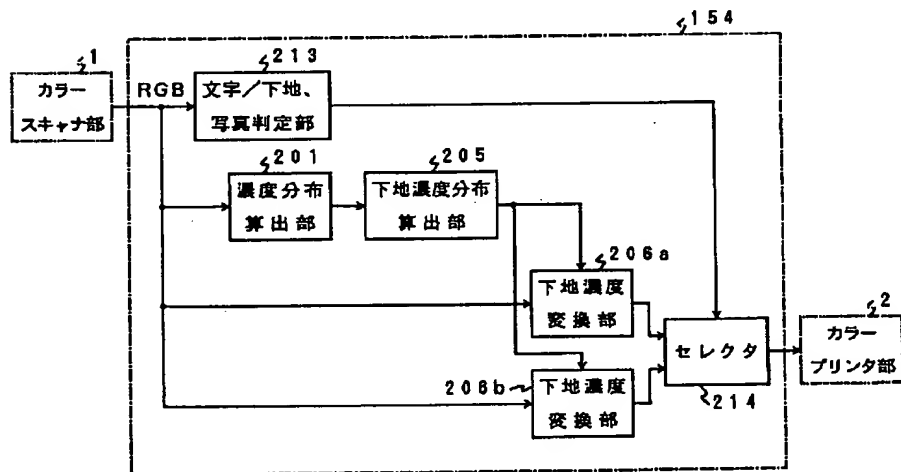 154
1
カラー
スキャナ部
RGB
213
文字/下地、
写真判定部
201
濃度分布
算出部
205
下地濃度分布
算出部
206a
下地濃度
変換部
206b
下地濃度
変換部
セレクタ
214
2
カラー
プリンタ部